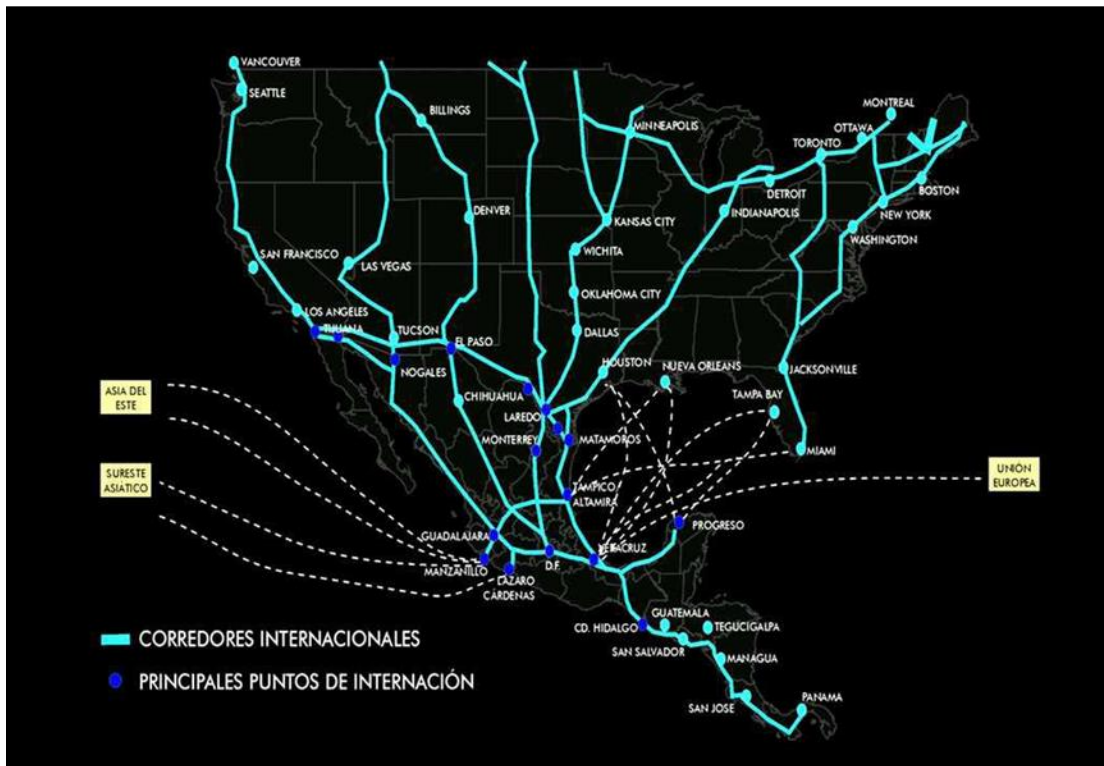 VANCOUVER
SEATTLE
BILLINGS
MINNEAPOLIS
MONTREAL
OTTAWA
TORONTO
DETROIT
BOSTON
NEW YORK
WASHINGTON
INDIANAPOLIS
DENVER
KANSAS CITY
WICHITA
SAN FRANCISCO
LAS VEGAS
OKLAHOMA CITY
LOS ANGELES
TIJUANA
TUCSON
EL PASO
DALLAS
NOGALES
HOUSTON
NUEVA ORLEANS
JACKSONVILLE
TAMPA BAY
CHIHUAHUA
LAREDO
MONTERREY
MATAMOROS
MIAMI
ASIA DEL
ESTE
SURESTE
ASIÁTICO
UNIÓN
EUROPEA
TAMPICO
ALTAMIRA
PROGRESO
GUADALAJARA
VERACRUZ
MANZANILLO
D.F.
LÁZARO
CÁRDENAS
GUATEMALA
TEGUCIGALPA
CD. HIDALGO
SAN SALVADOR
MANAGUA
SAN JOSE
PANAMA
CORREDORES INTERNACIONALES
PRINCIPALES PUNTOS DE INTERNACIÓN